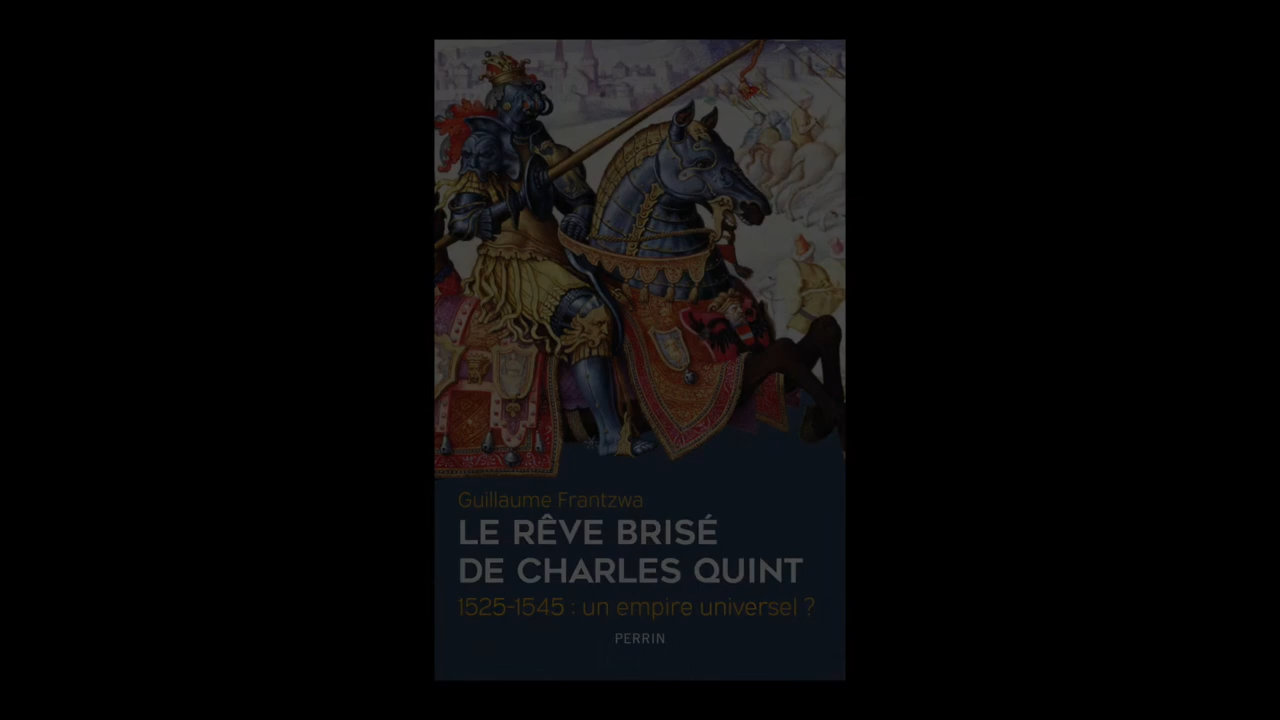 Guillaume Frantzwa
LE RÊVE BRISÉ
DE CHARLES QUINT
1525-1545 : un empire universel ?
PERRIN